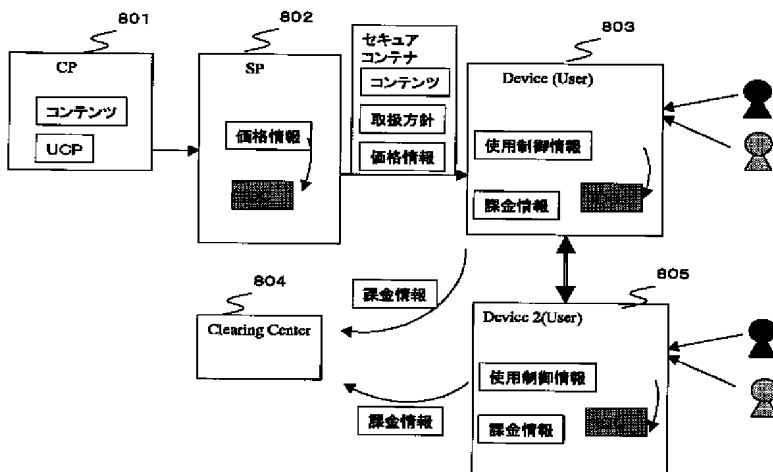 801
CP
コンテンツ
UCP
802
SP
価格情報
セキュア
コンテナ
コンテンツ
取扱方針
価格情報
803
Device (User)
使用制御情報
課金情報
804
Clearing Center
課金情報
課金情報
805
Device 2(User)
使用制御情報
課金情報